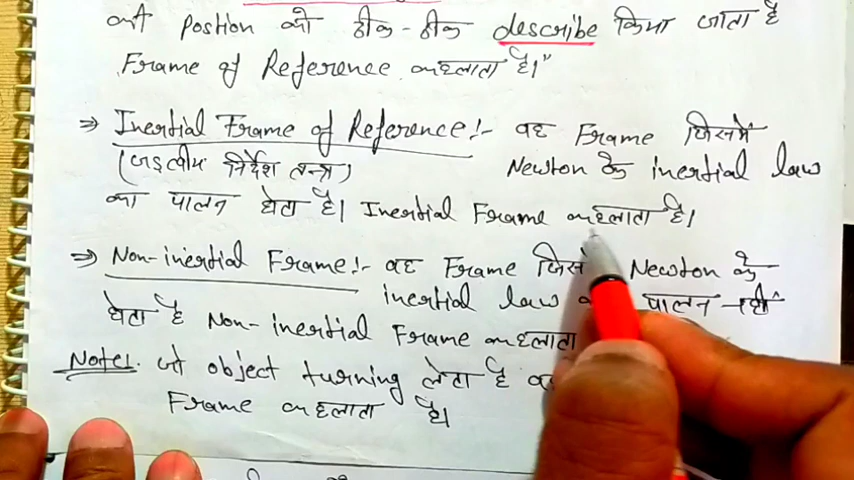 की Postion को ठीक-ठीक describe किया जाता है
Frame of Reference कहलाता है।"
⇒ Inertial Frame of Reference:- वह Frame जिसमें
(जड़त्वीय निर्देश तन्त्र) Newton के inertial law
का पालन होता है। Inertial Frame कहलाता है।
⇒ Non-inertial Frame:- वह Frame Newton के
inertial law पालन नहीं
होता है Non-inertial Frame कहलाता
Note:- जो object turning लेता है
Frame कहलाता है।